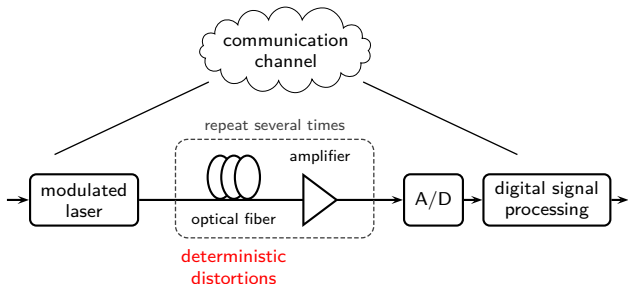 communication
channel
repeat several times
amplifier
modulated
laser
optical fiber
A/D
digital signal
processing
deterministic
distortions